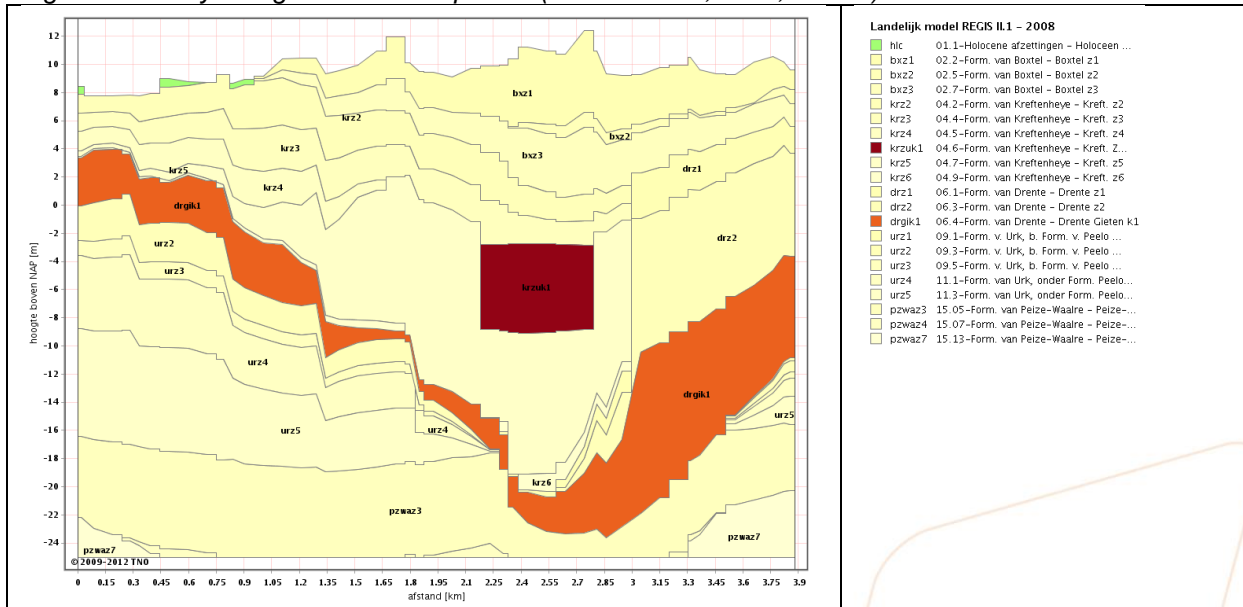 12
10
8
6
4
2
0
-2
-4
-6
-8
-10
-12
-14
-16
-18
-20
-22
-24
hoogte boven NAP [m]
bxz1
krz2
bxz2
krz3
bxz3
drz1
krz5
krz4
drgik1
drz2
urz2
urz3
krzuk1
urz4
drgik1
urz5
urz4
urz5
krz6
pzwaz3
pzwaz7
pzwaz7
© 2009-2012 TNO
0 0.15 0.3 0.45 0.6 0.75 0.9 1.05 1.2 1.35 1.5 1.65 1.8 1.95 2.1 2.25 2.4 2.55 2.7 2.85 3 3.15 3.3 3.45 3.6 3.75 3.9
afstand [km]
Landelijk model REGIS II.1 - 2008
hlc 01.1-Holocene afzettingen - Holoceen ...
bxz1 02.2-Form. van Boxtel - Boxtel z1
bxz2 02.5-Form. van Boxtel - Boxtel z2
bxz3 02.7-Form. van Boxtel - Boxtel z3
krz2 04.2-Form. van Kreftenheye - Kreft. z2
krz3 04.4-Form. van Kreftenheye - Kreft. z3
krz4 04.5-Form. van Kreftenheye - Kreft. z4
krzuk1 04.6-Form. van Kreftenheye - Kreft. Z...
krz5 04.7-Form. van Kreftenheye - Kreft. z5
krz6 04.9-Form. van Kreftenheye - Kreft. z6
drz1 06.1-Form. van Drente - Drente z1
drz2 06.3-Form. van Drente - Drente z2
drgik1 06.4-Form. van Drente - Drente Gieten k1
urz1 09.1-Form. v. Urk, b. Form. v. Peelo ...
urz2 09.3-Form. v. Urk, b. Form. v. Peelo ...
urz3 09.5-Form. v. Urk, b. Form. v. Peelo ...
urz4 11.1-Form. van Urk, onder Form. Peelo...
urz5 11.3-Form. van Urk, onder Form. Peelo...
pzwaz3 15.05-Form. van Peize-Waalre - Peize-...
pzwaz4 15.07-Form. van Peize-Waalre - Peize-...
pzwaz7 15.13-Form. van Peize-Waalre - Peize-...